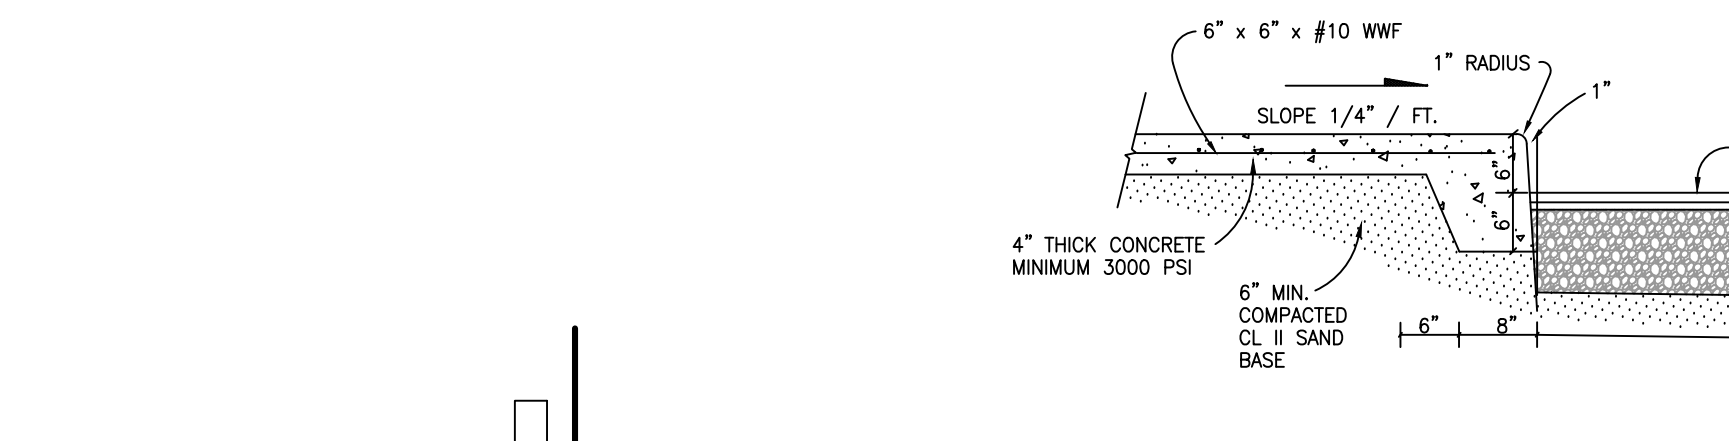 6" x 6" x #10 WWF
1" RADIUS
1"
SLOPE 1/4" / FT.
6"
6"
4" THICK CONCRETE
MINIMUM 3000 PSI
6" MIN.
COMPACTED
CL II SAND
BASE
6"
8"